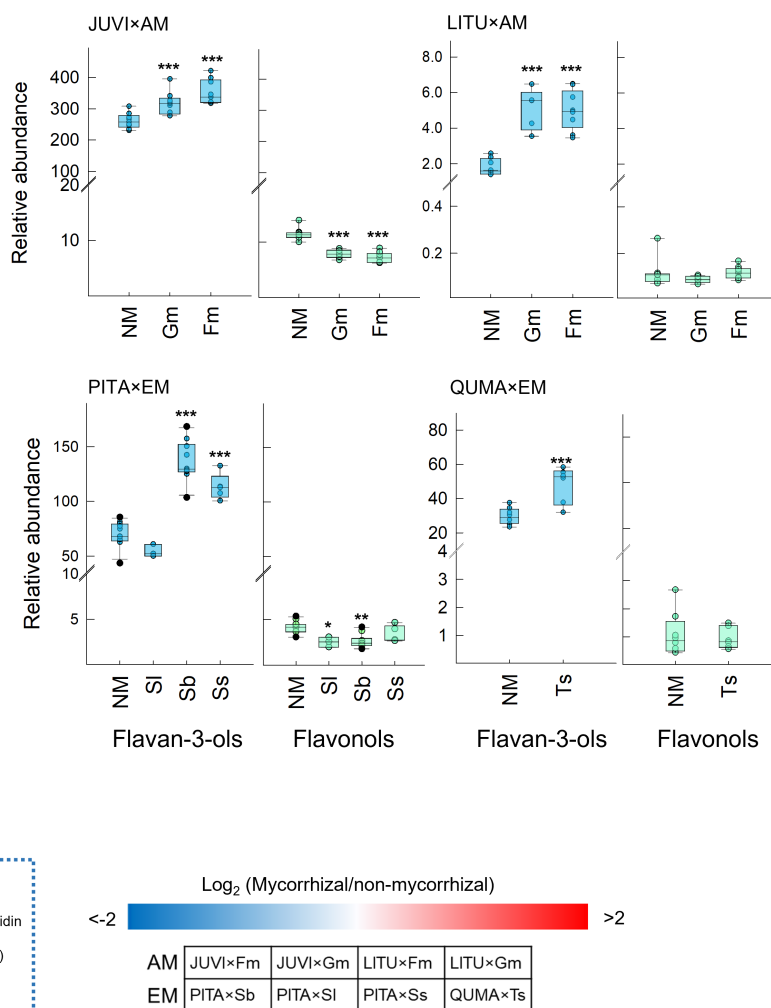 JUVI×AM
LITU×AM
Relative abundance
400
300
200
100
20
10
***
***
***
***
NM
Gm
Fm
NM
Gm
Fm
8.0
6.0
4.0
2.0
0.4
0.2
***
***
NM
Gm
Fm
NM
Gm
Fm
PITA×EM
QUMA×EM
Relative abundance
150
100
50
10
5
***
***
*
**
NM
SI
Sb
Ss
NM
SI
Sb
Ss
80
60
40
20
4
3
2
1
***
NM
Ts
NM
Ts
Flavan-3-ols
Flavonols
Flavan-3-ols
Flavonols
idin
)
Log2 (Mycorrhizal/non-mycorrhizal)
<-2
>2
AM JUVI×Fm JUVI×Gm LITU×Fm LITU×Gm
EM PITA×Sb PITA×SI PITA×Ss QUMA×Ts